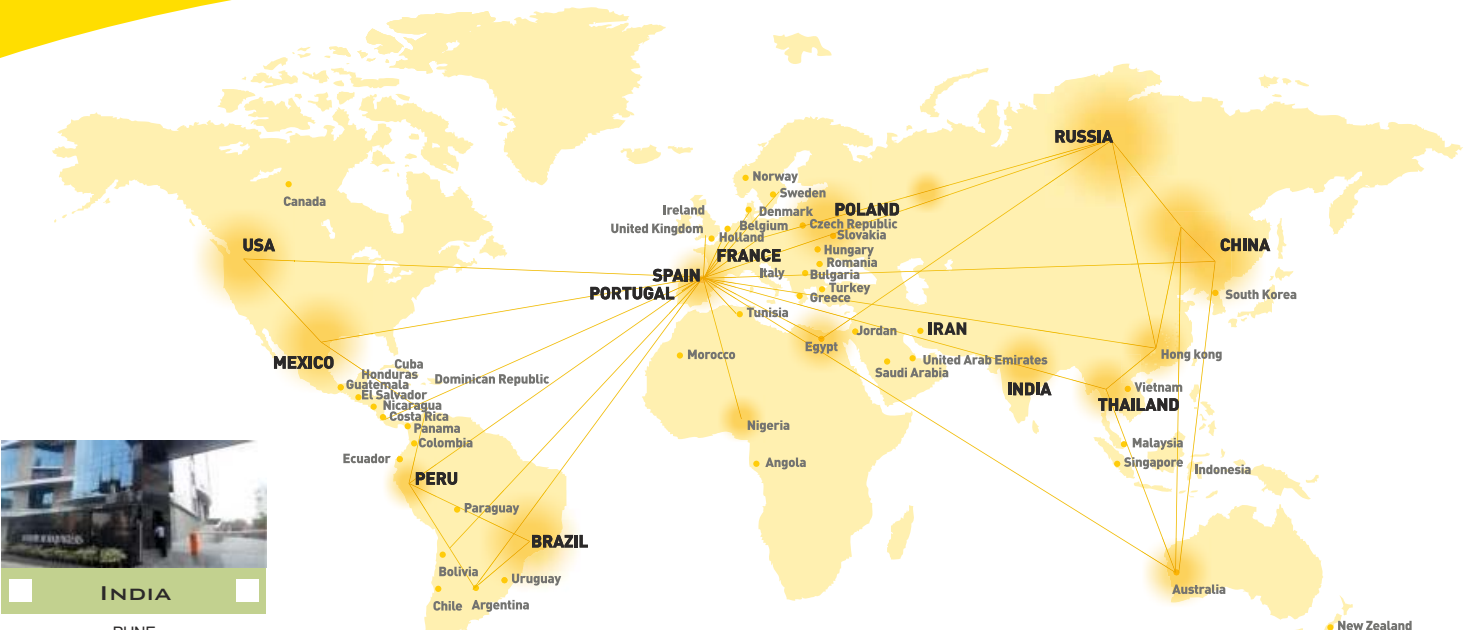 RUSSIA
Norway
Canada
Sweden
Ireland
Denmark
POLAND
United Kingdom
Belgium
Czech Republic
Holland
Slovakia
USA
CHINA
FRANCE
Hungary
Romania
SPAIN
Italy
Bulgaria
PORTUGAL
Turkey
Greece
South Korea
Tunisia
Jordan
IRAN
Egypt
Morocco
Hong kong
MEXICO
Cuba
United Arab Emirates
Honduras
Saudi Arabia
Dominican Republic
Guatemala
INDIA
Vietnam
El Salvador
THAILAND
Nicaragua
Costa Rica
Panama
Nigeria
Colombia
Malaysia
Ecuador
Angola
Singapore
Indonesia
PERU
Paraguay
BRAZIL
Bolivia
Uruguay
Australia
Chile
Argentina
New Zealand
INDIA